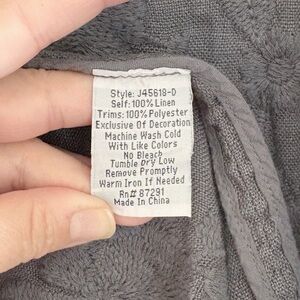 Style: J45618-D
Self: 100% Linen
Trims: 100% Polyester
Exclusive Of Decoration
Machine Wash Cold
With Like Colors
No Bleach
Tumble Dry Low
Remove Promptly
Warm Iron If Needed
Rn# 87291
Made In China